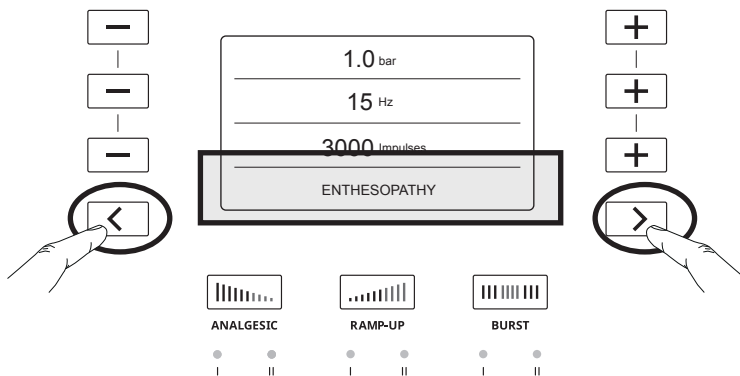 1.0 bar
15 Hz
3000 Impulses
ENTHESOPATHY
ANALGESIC RAMP-UP BURST
I II I II I II